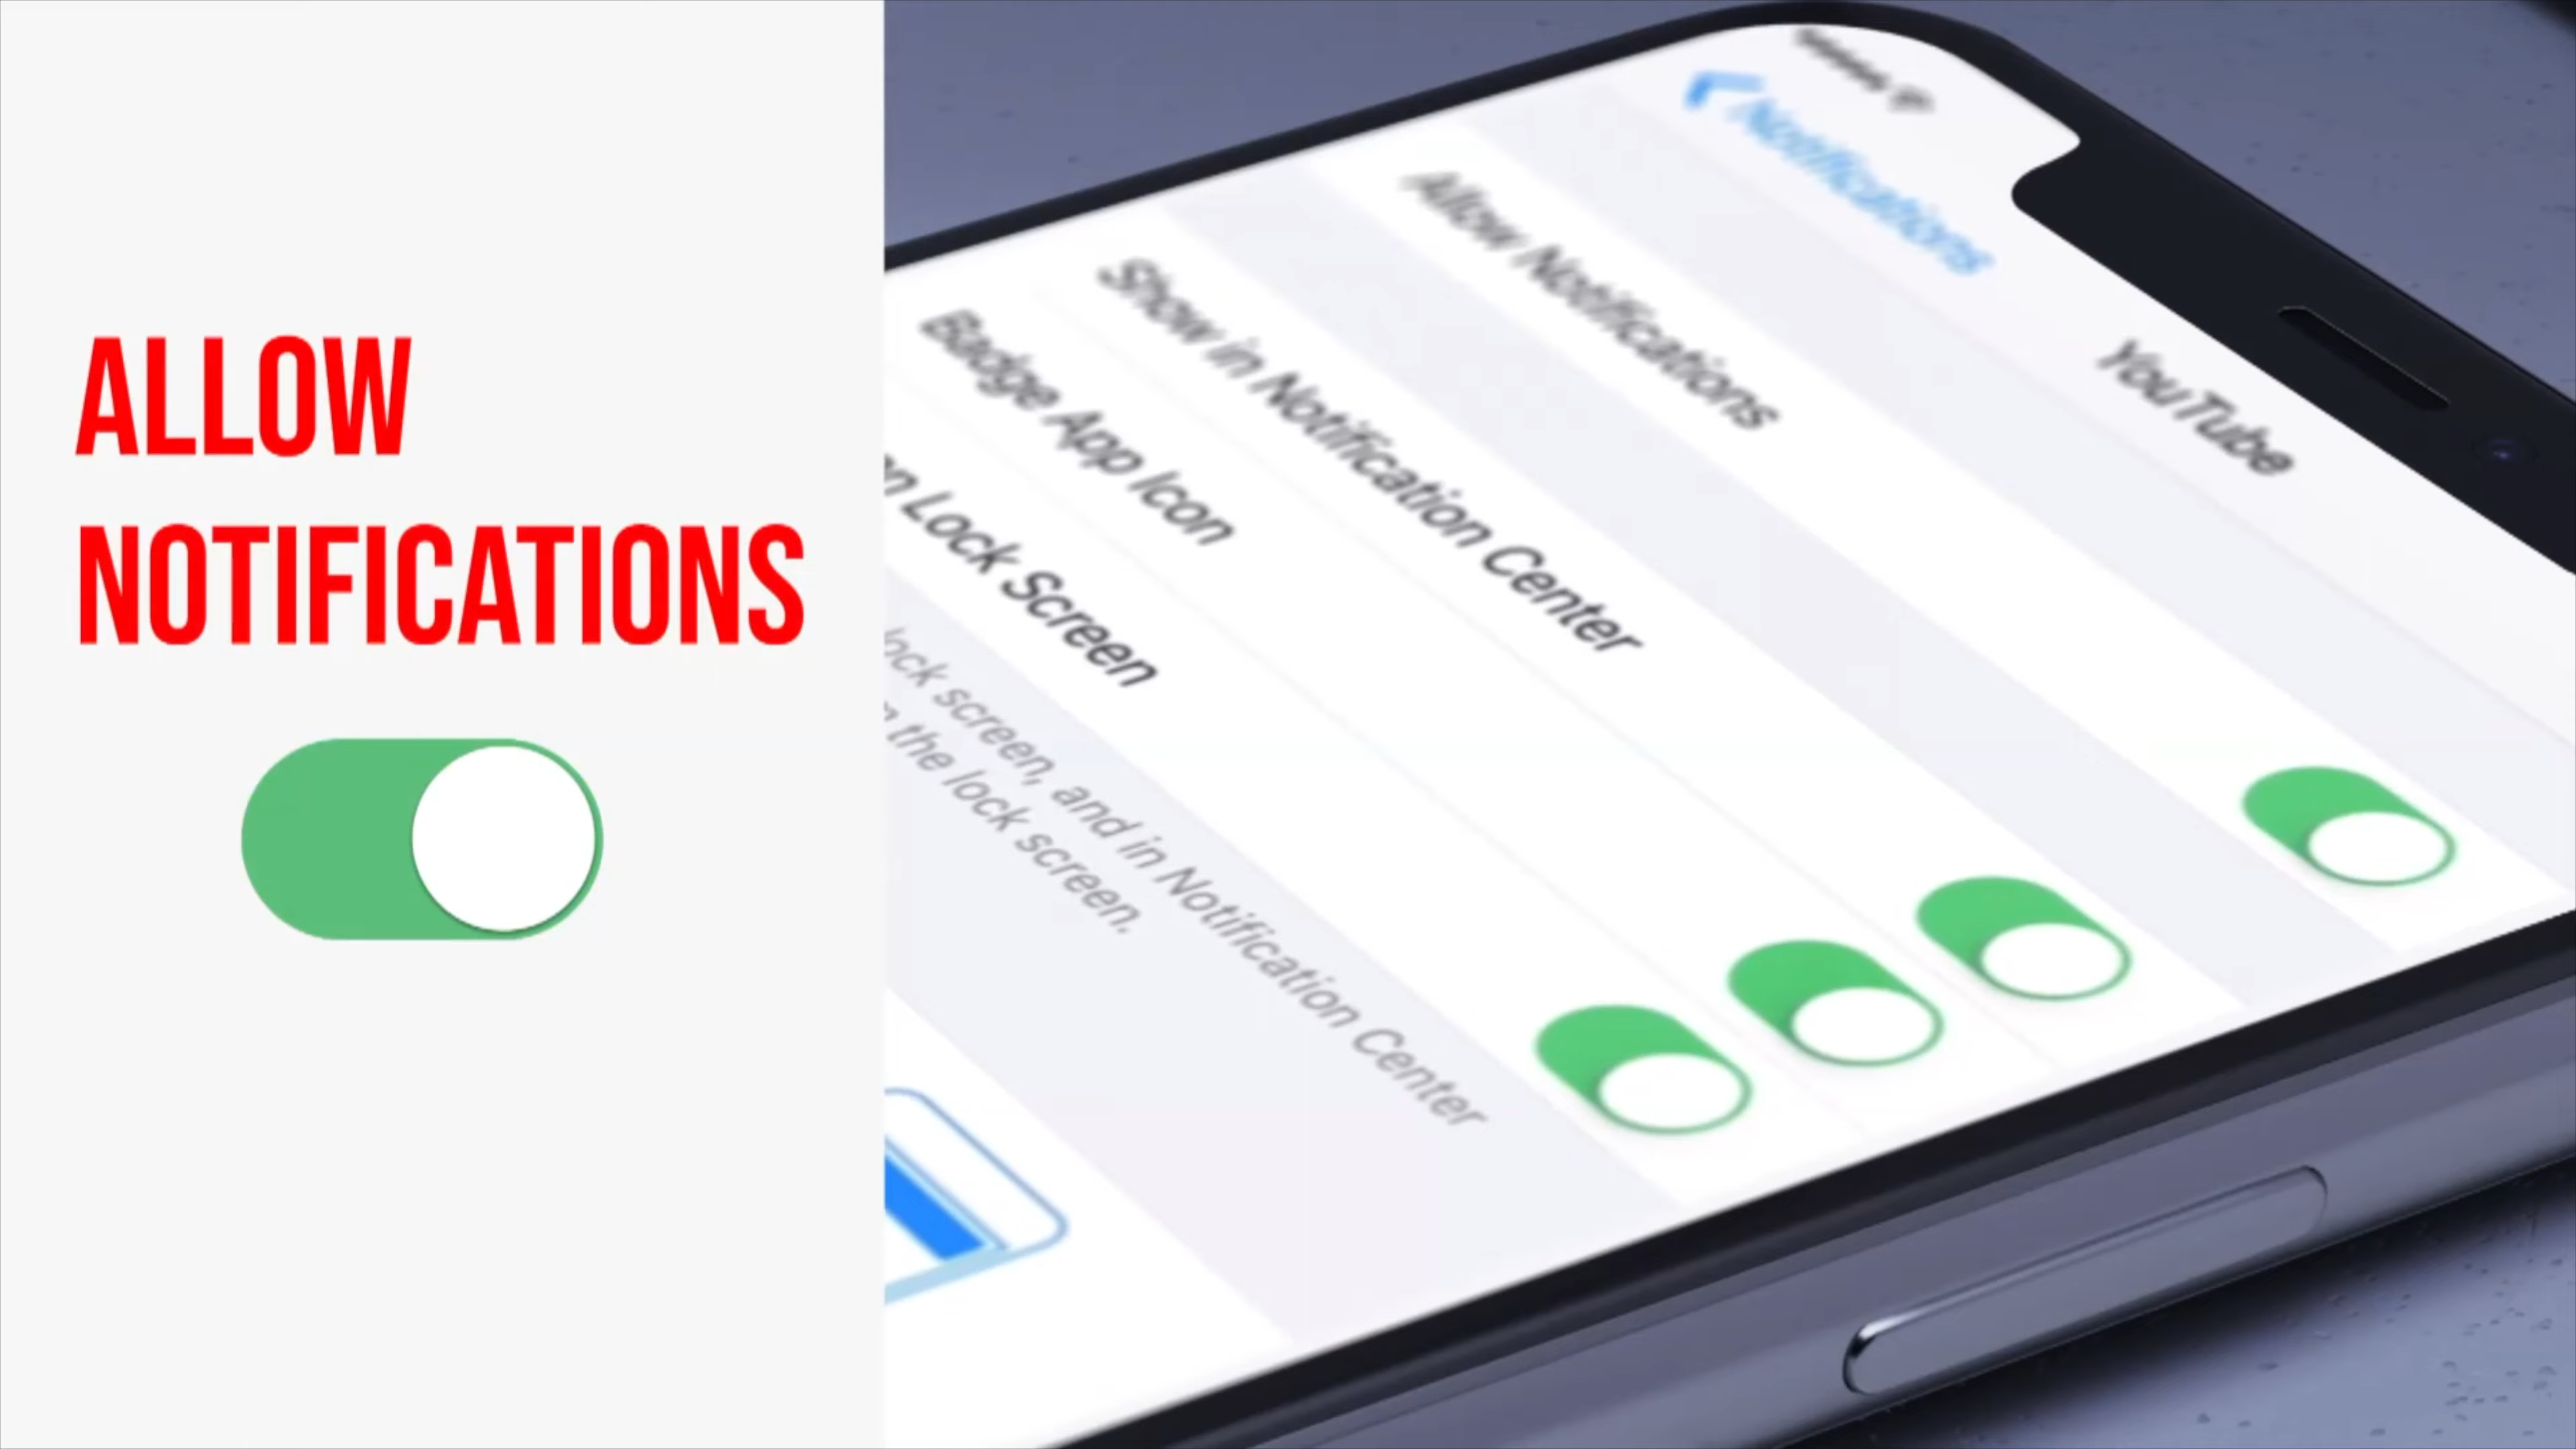 ALLOW
NOTIFICATIONS
Notifications
YouTube
Allow Notifications
Show in Notification Center
Badge App Icon
Lock Screen
lock screen, and in Notification Center
the lock screen.